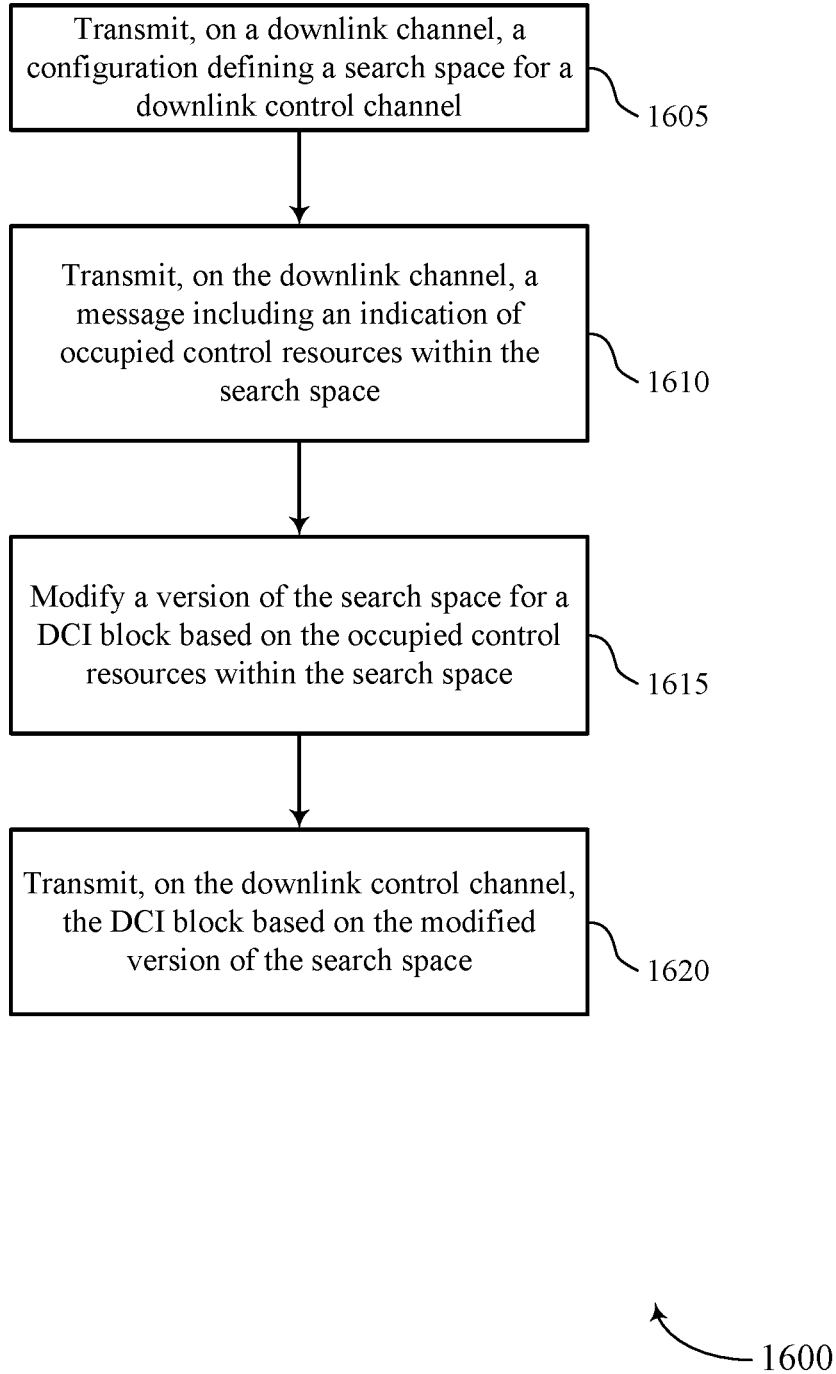 Transmit, on a downlink channel, a
configuration defining a search space for a
downlink control channel
1605
Transmit, on the downlink channel, a
message including an indication of
occupied control resources within the
search space
1610
Modify a version of the search space for a
DCI block based on the occupied control
resources within the search space
1615
Transmit, on the downlink control channel,
the DCI block based on the modified
version of the search space
1620
1600